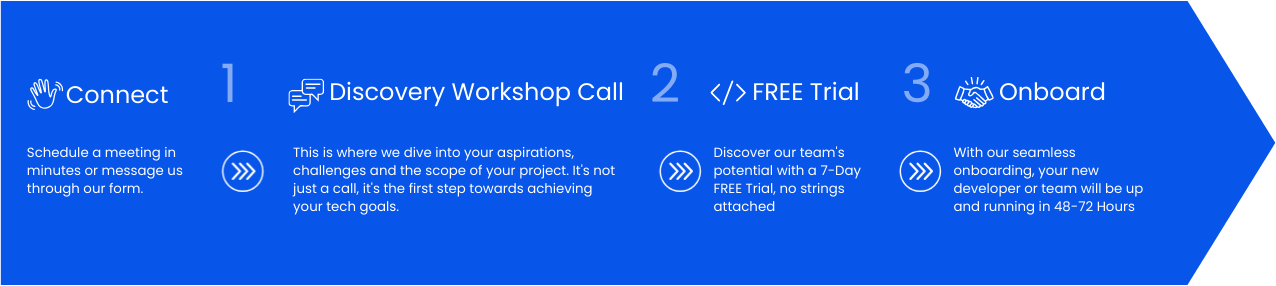 Connect
Schedule a meeting in
minutes or message us
through our form.
1
Discovery Workshop Call
This is where we dive into your aspirations,
challenges and the scope of your project. It's not
just a call, it's the first step towards achieving
your tech goals.
2
</> FREE Trial
Discover our team's
potential with a 7-Day
FREE Trial, no strings
attached
3
Onboard
With our seamless
onboarding, your new
developer or team will be up
and running in 48-72 Hours